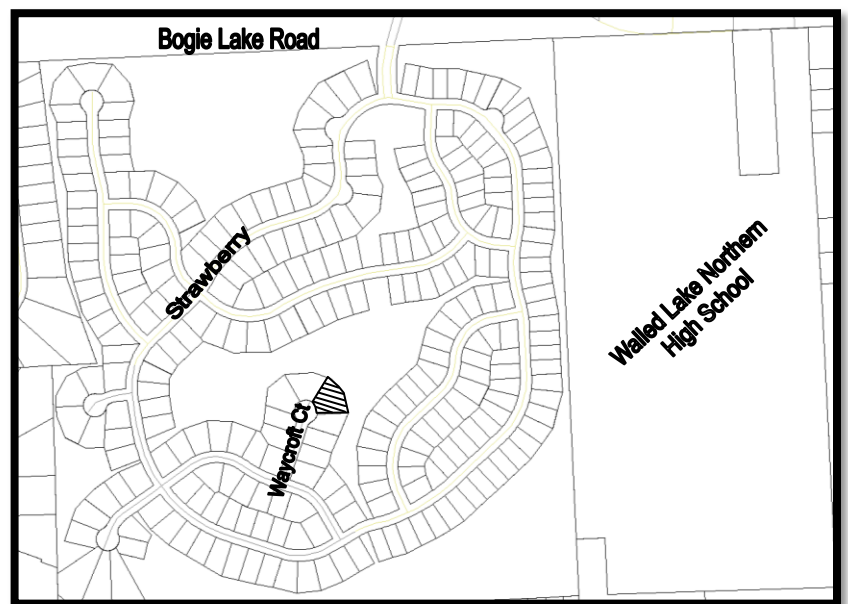 Bogie Lake Road
Strawberry
Walled Lake Northern
High School
Waycroft Ct